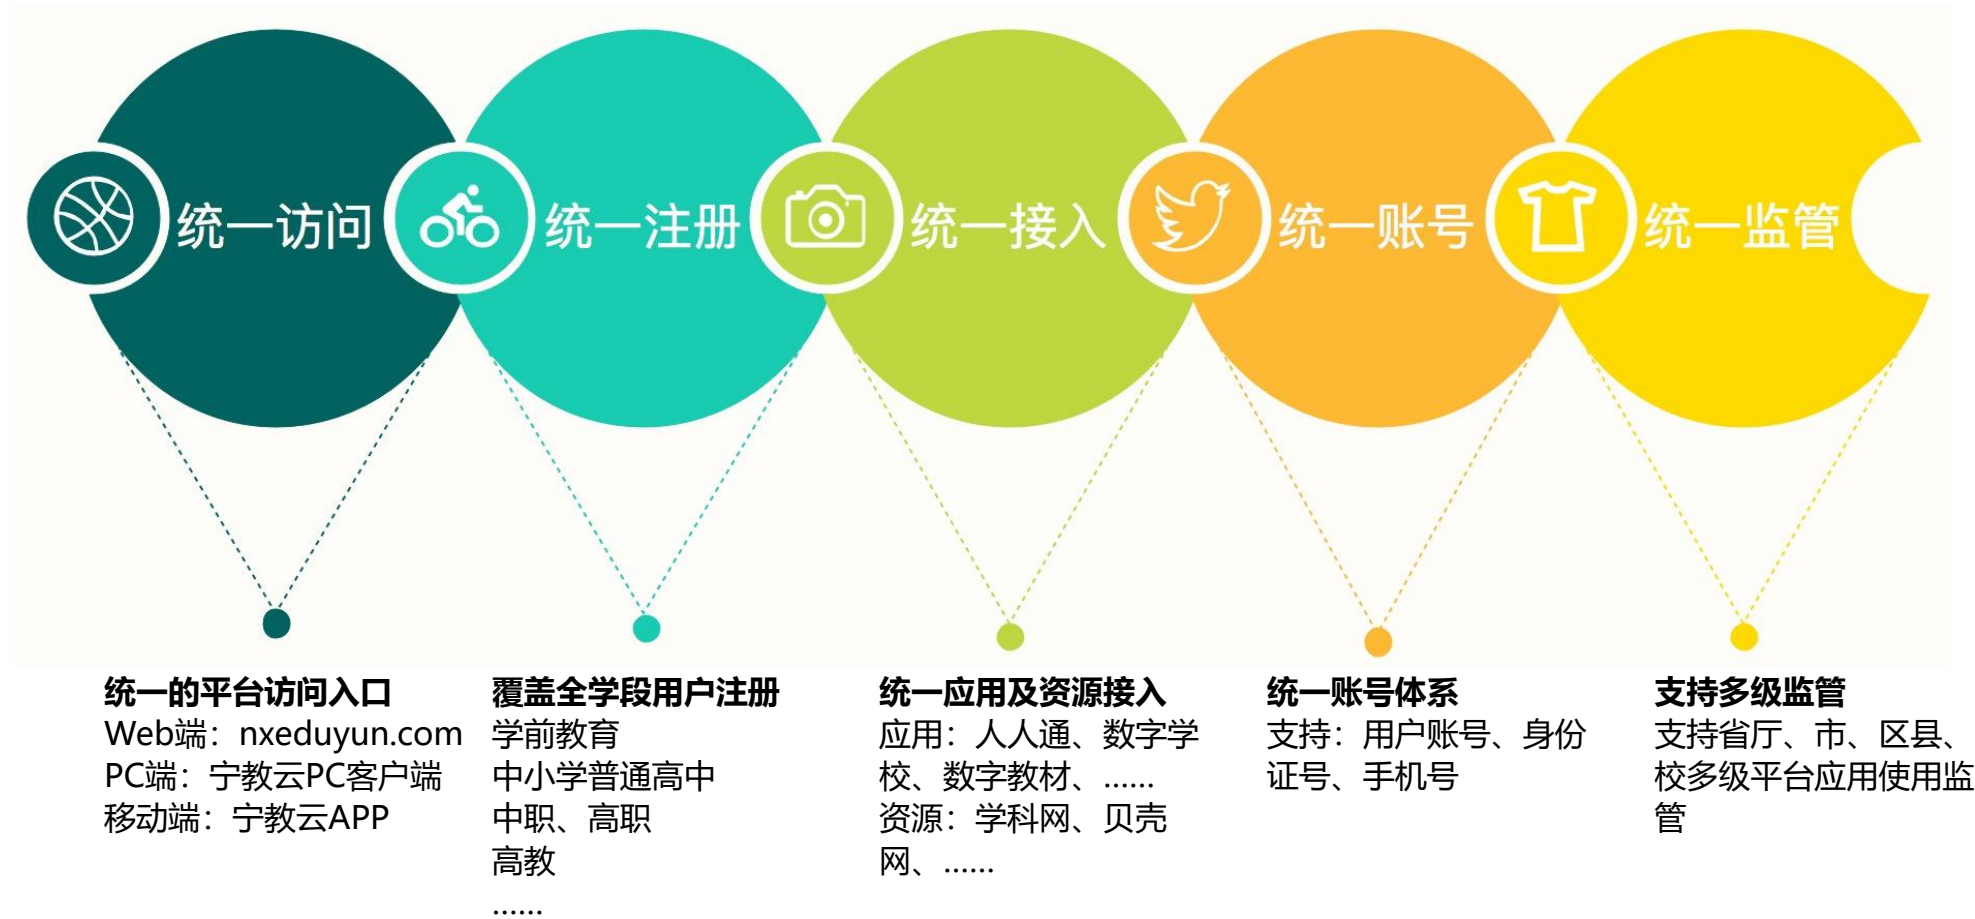 统一访问
统一注册
统一接入
统一账号
统一监管
统一的平台访问入口
Web端：nxeduyun.com
PC端：宁教云PC客户端
移动端：宁教云APP
覆盖全学段用户注册
学前教育
中小学普通高中
中职、高职
高教
……
统一应用及资源接入
应用：人人通、数字学
校、数字教材、……
资源：学科网、贝壳
网、……
统一账号体系
支持：用户账号、身份
证号、手机号
支持多级监管
支持省厅、市、区县、
校多级平台应用使用监
管